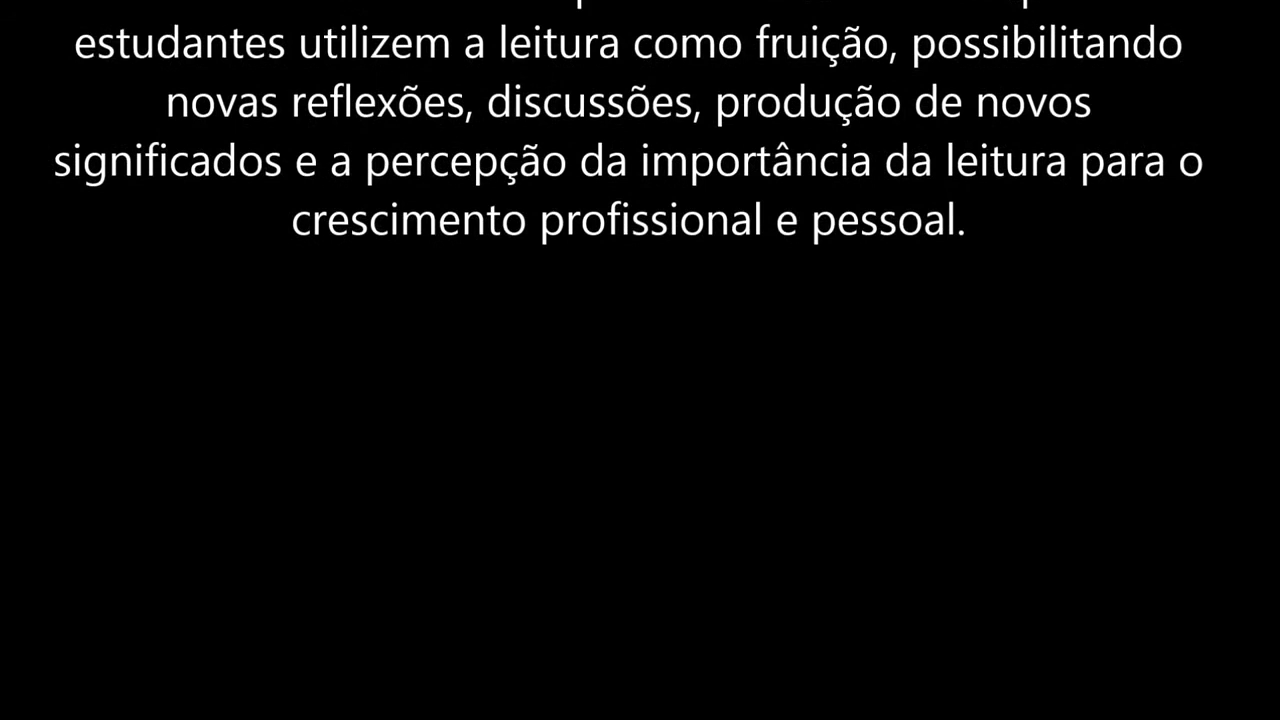 estudantes utilizem a leitura como fruição, possibilitando
novas reflexões, discussões, produção de novos
significados e a percepção da importância da leitura para o
crescimento profissional e pessoal.